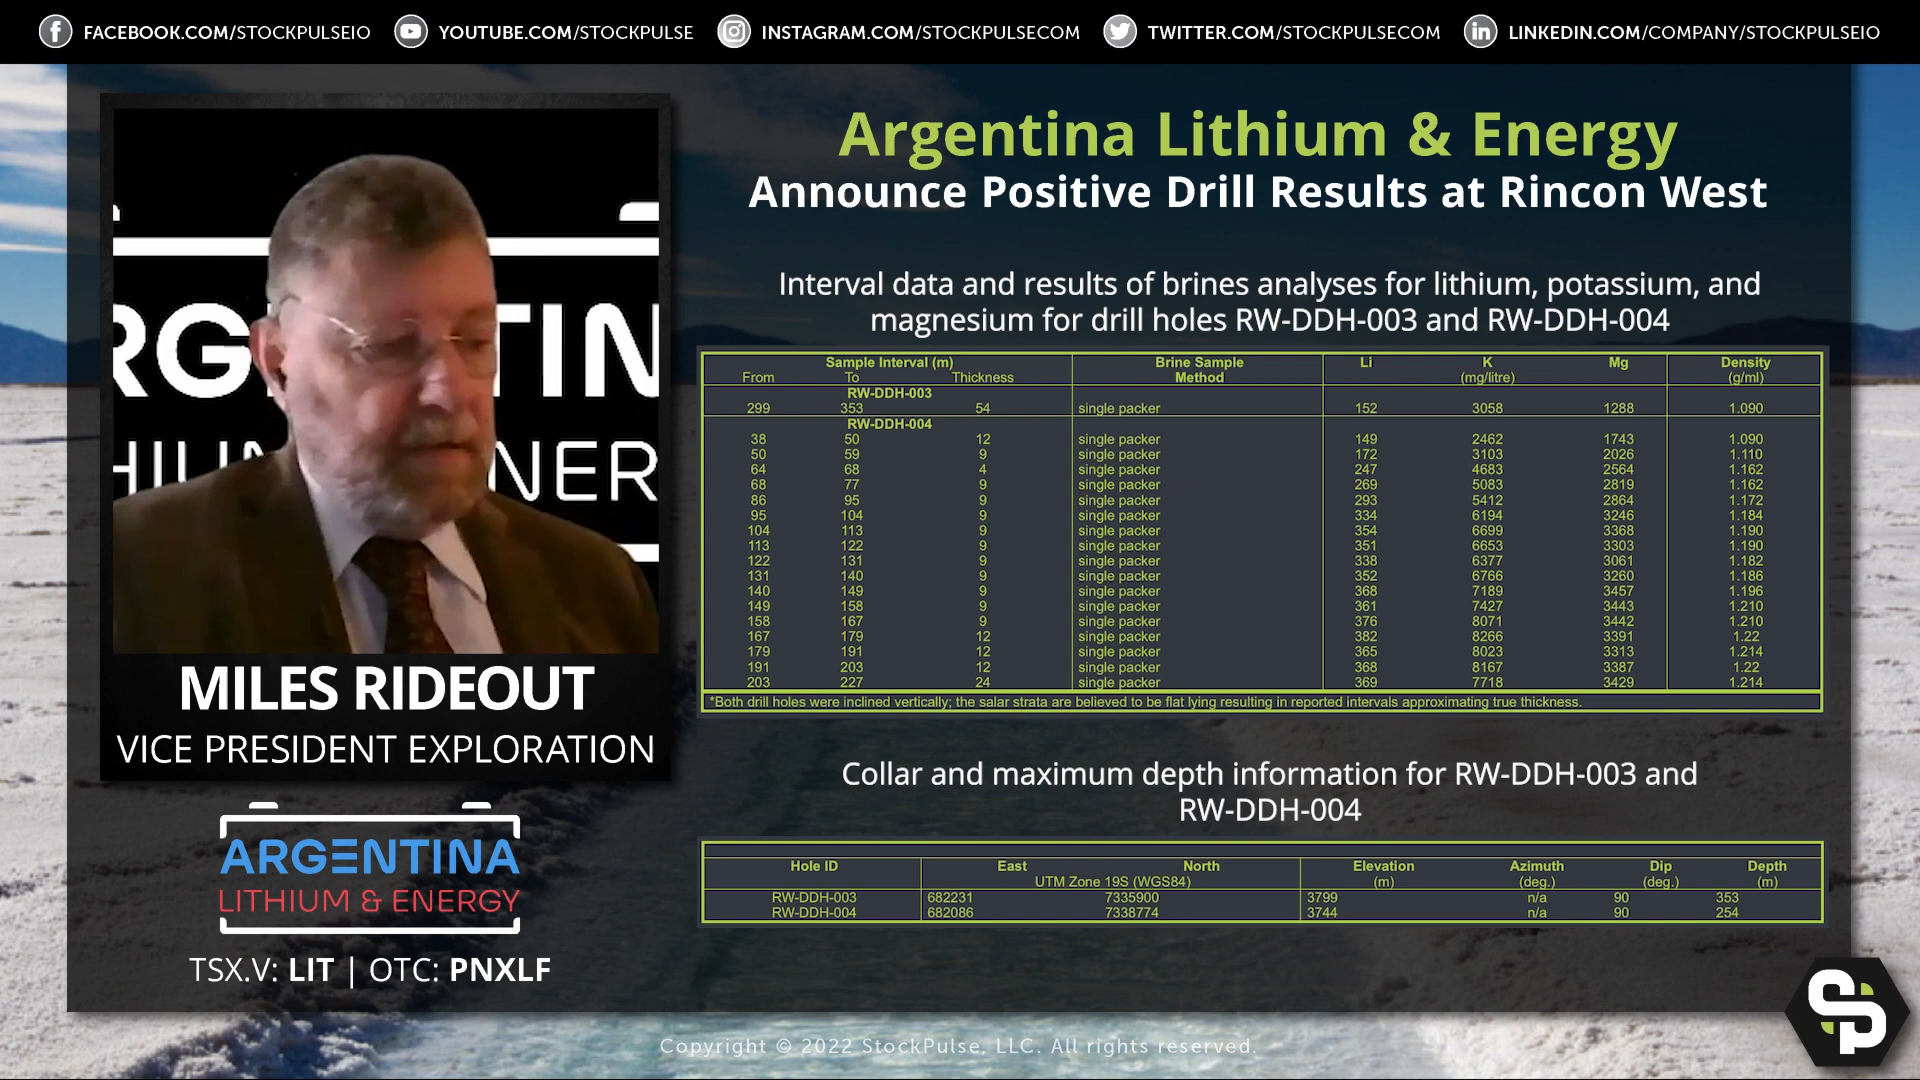 FACEBOOK.COM/STOCKPULSEIO YOUTUBE.COM/STOCKPULSE INSTAGRAM.COM/STOCKPULSECOM TWITTER.COM/STOCKPULSECOM LINKEDIN.COM/COMPANY/STOCKPULSEIO
Argentina Lithium & Energy
Announce Positive Drill Results at Rincon West
Interval data and results of brines analyses for lithium, potassium, and
magnesium for drill holes RW-DDH-003 and RW-DDH-004
Sample Interval (m) Brine Sample Li K Mg Density
From To Thickness Method (mg/litre) (g/ml)
RW-DDH-003
299 353 54 single packer 152 3058 1288 1.090
RW-DDH-004
38 50 12 single packer 149 2462 1743 1.090
50 59 9 single packer 172 3103 2026 1.110
64 68 4 single packer 247 4683 2564 1.162
68 77 9 single packer 269 5083 2819 1.162
86 95 9 single packer 293 5412 2864 1.172
95 104 9 single packer 334 6194 3246 1.184
104 113 9 single packer 354 6699 3368 1.190
113 122 9 single packer 351 6653 3303 1.190
122 131 9 single packer 338 6377 3061 1.182
131 140 9 single packer 352 6766 3260 1.186
140 149 9 single packer 368 7189 3457 1.196
149 158 9 single packer 361 7427 3443 1.210
158 167 9 single packer 376 8071 3442 1.210
167 179 12 single packer 382 8266 3391 1.22
179 191 12 single packer 365 8023 3313 1.214
191 203 12 single packer 368 8167 3387 1.22
203 227 24 single packer 369 7718 3429 1.214
*Both drill holes were inclined vertically; the salar strata are believed to be flat lying resulting in reported intervals approximating true thickness.
Collar and maximum depth information for RW-DDH-003 and
RW-DDH-004
Hole ID East North Elevation Azimuth Dip Depth
UTM Zone 19S (WGS84) (m) (deg.) (deg.) (m)
RW-DDH-003 682231 7335900 3799 n/a 90 353
RW-DDH-004 682086 7338774 3744 n/a 90 254
RG TIN
HIU NER
MILES RIDEOUT
VICE PRESIDENT EXPLORATION
ARGENTINA
LITHIUM & ENERGY
TSX.V: LIT | OTC: PNXLF
SP
Copyright © 2022 StockPulse, LLC. All rights reserved.